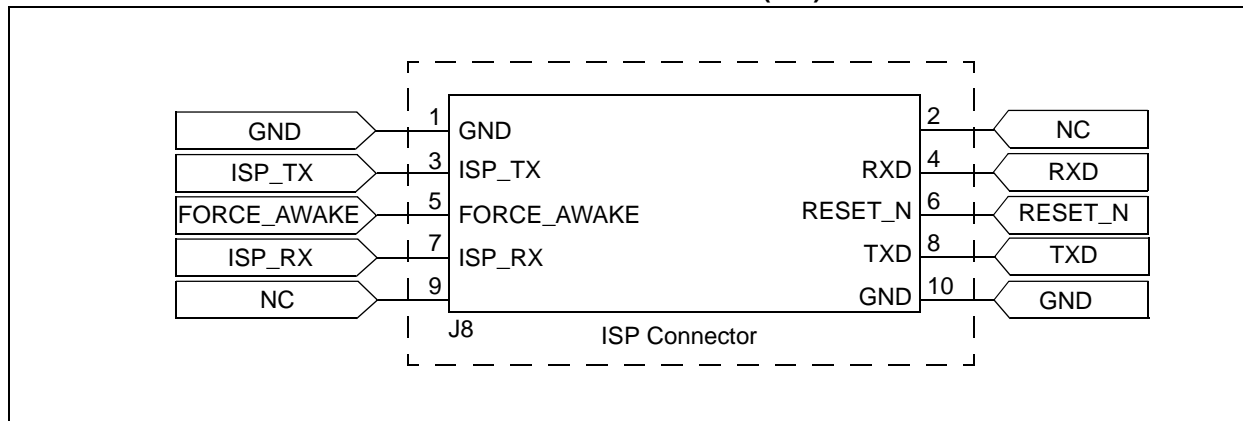 GND 1 GND 2 NC
ISP_TX 3 ISP_TX RXD 4 RXD
FORCE_AWAKE 5 FORCE_AWAKE RESET_N 6 RESET_N
ISP_RX 7 ISP_RX TXD 8 TXD
NC 9 GND 10 GND
J8 ISP Connector